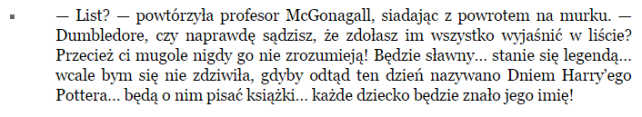 — List? — powtórzyła profesor McGonagall, siadając z powrotem na murku. —
Dumbledore, czy naprawdę sądzisz, że zdołasz im wszystko wyjaśnić w liście?
Przecież ci mugole nigdy go nie zrozumieją! Będzie sławny... stanie się legendą...
wcale bym się nie zdziwiła, gdyby odtąd ten dzień nazywano Dniem Harry’ego
Pottera... będą o nim pisać książki... każde dziecko będzie znało jego imię!